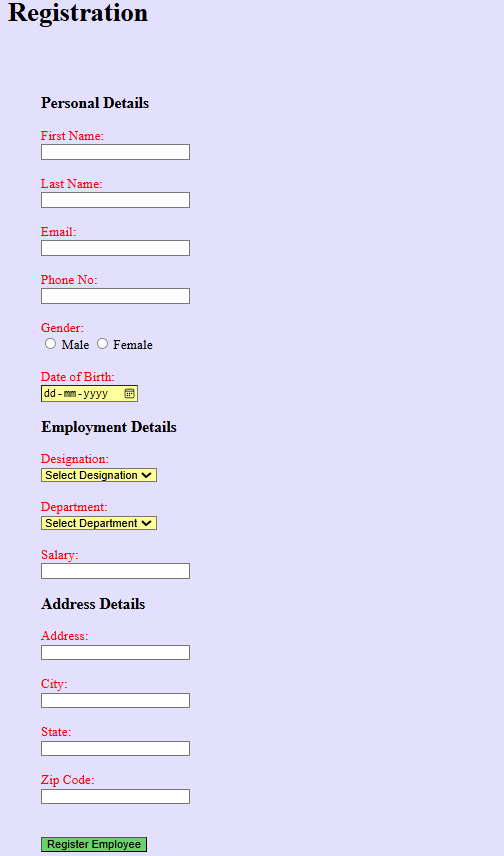 Registration
Personal Details
First Name:
Last Name:
Email:
Phone No:
Gender:
Male Female
Date of Birth:
dd-mm-yyyy
Employment Details
Designation:
Select Designation
Department:
Select Department
Salary:
Address Details
Address:
City:
State:
Zip Code:
Register Employee